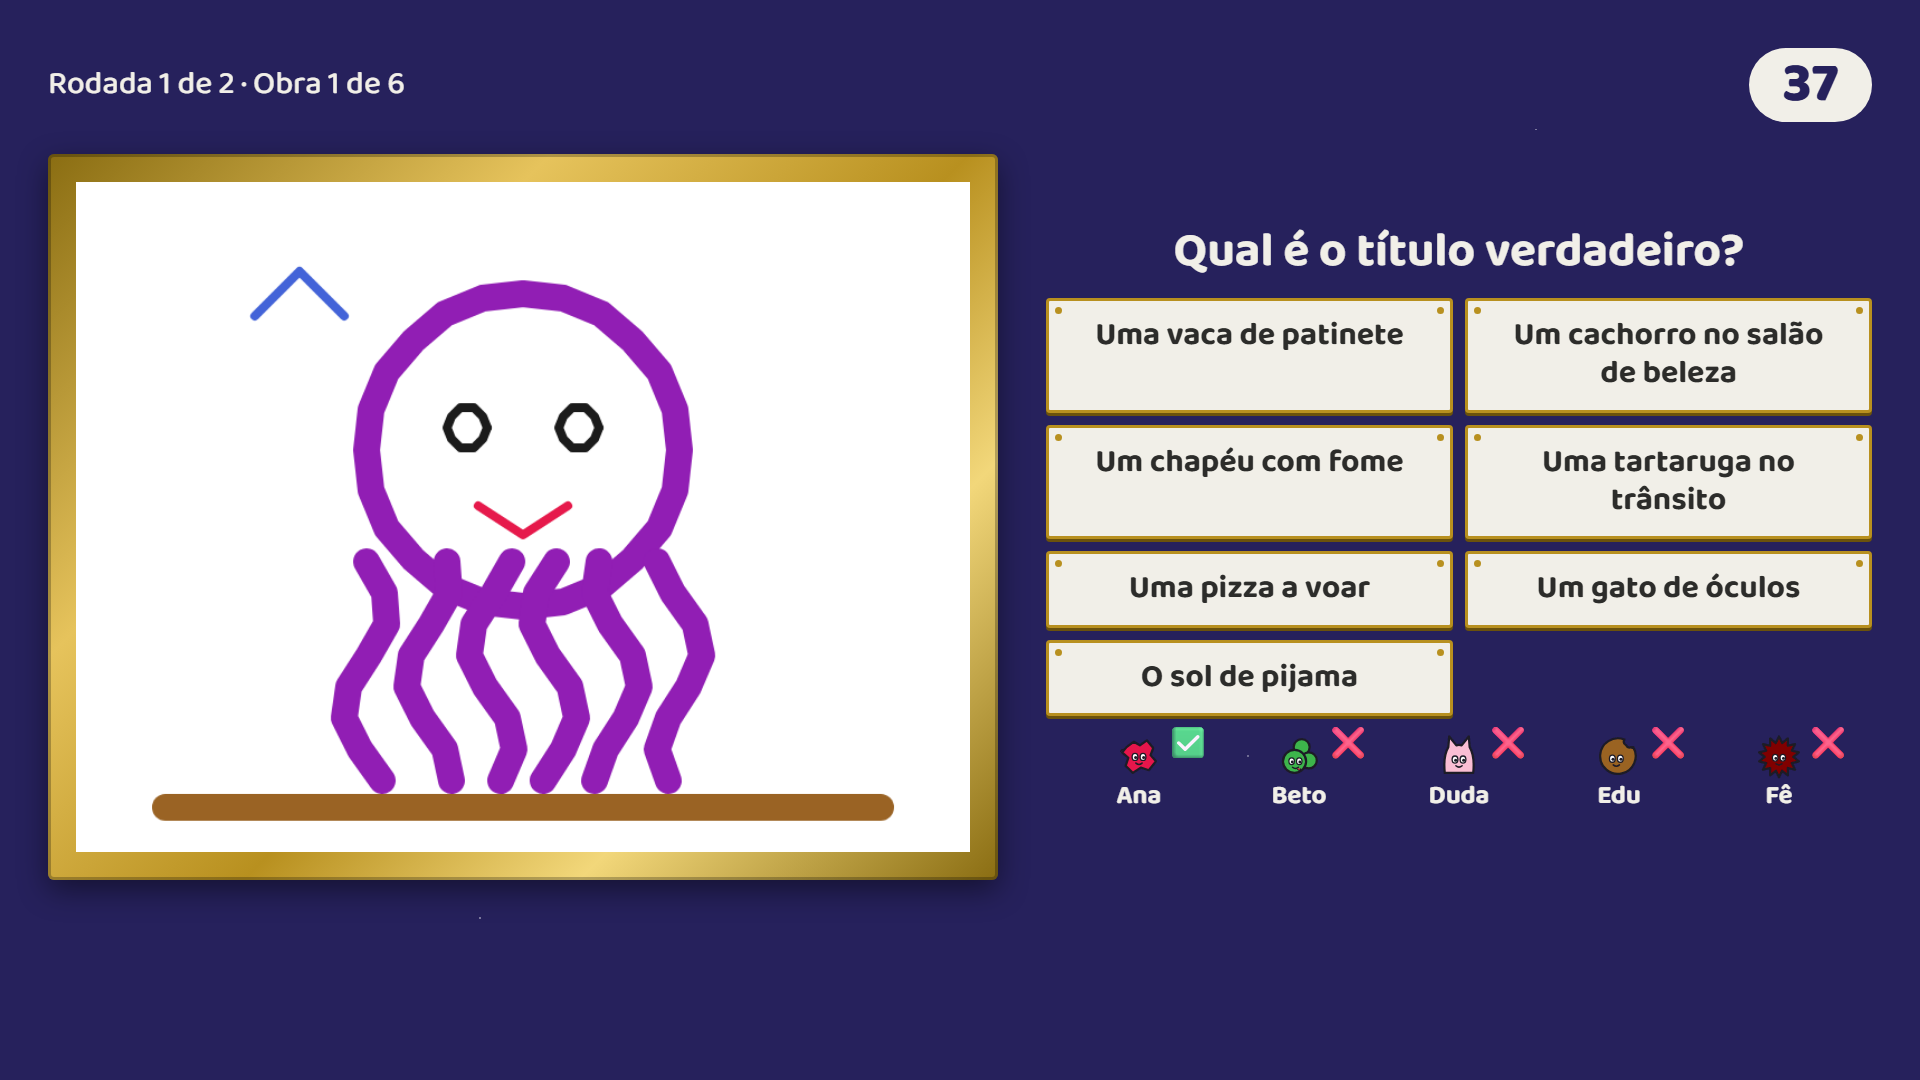 Rodada 1 de 2 · Obra 1 de 6
37
Qual é o título verdadeiro?
Uma vaca de patinete
Um cachorro no salão
de beleza
Um chapéu com fome
Uma tartaruga no
trânsito
Uma pizza a voar
Um gato de óculos
O sol de pijama
Ana
Beto
Duda
Edu
Fê